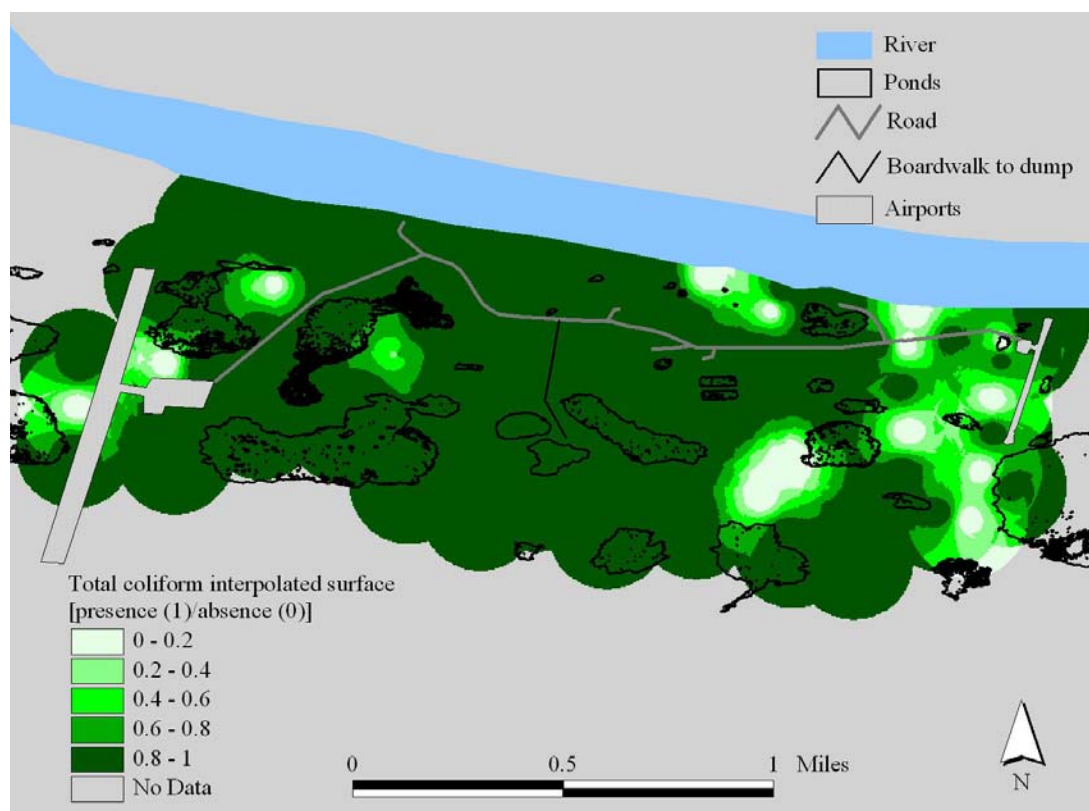 River
Ponds
Road
Boardwalk to dump
Airports
Total coliform interpolated surface
[presence (1)/absence (0)]
0 - 0.2
0.2 - 0.4
0.4 - 0.6
0.6 - 0.8
0.8 - 1
No Data
0 0.5 1 Miles
N